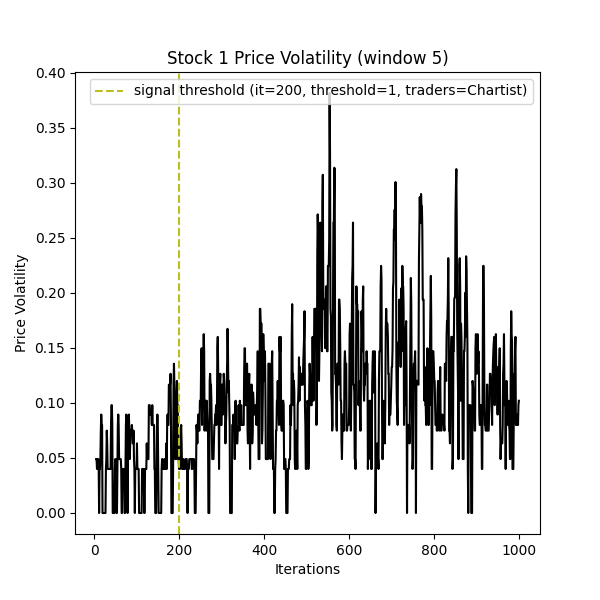 Stock 1 Price Volatility (window 5)
signal threshold (it=200, threshold=1, traders=Chartist)
0.40
0.35
0.30
0.25
0.20
0.15
0.10
0.05
0.00
Price Volatility
0 200 400 600 800 1000
Iterations